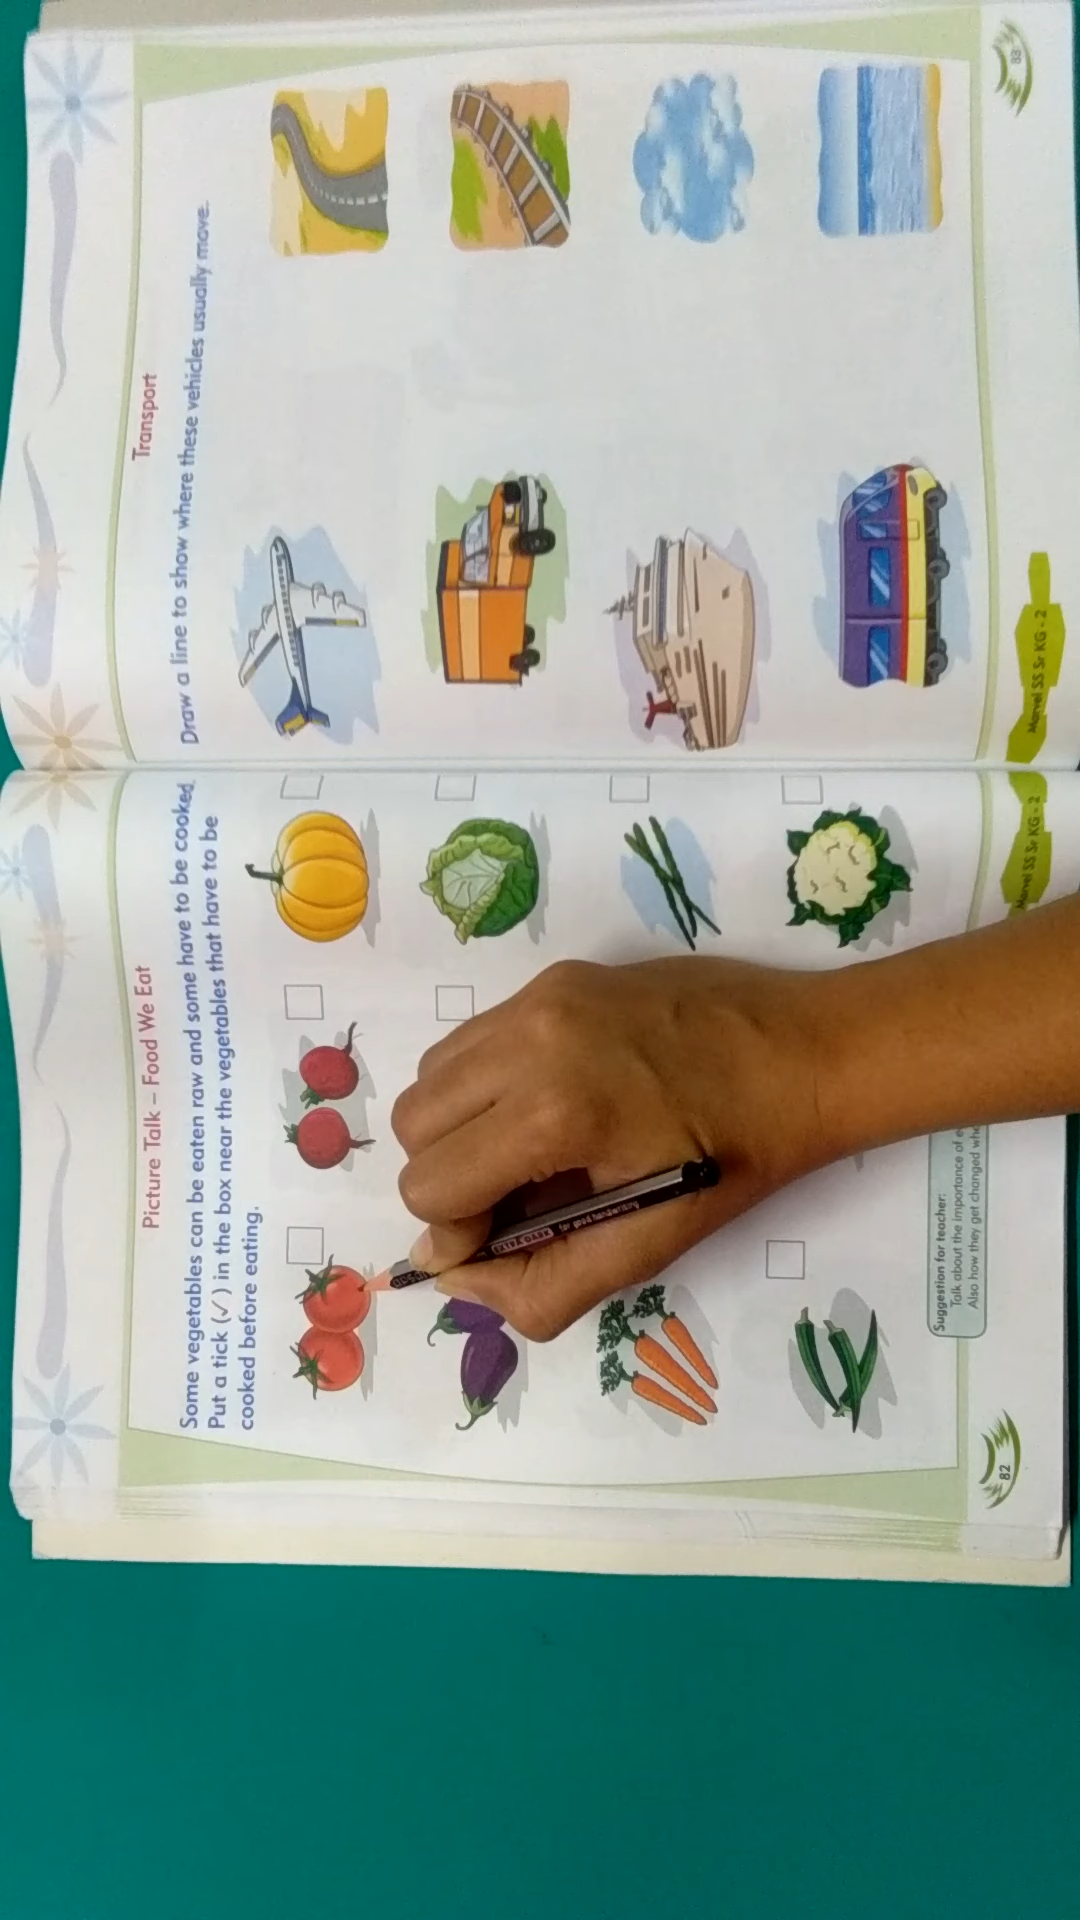 Picture Talk – Food We Eat
Some vegetables can be eaten raw and some have to be cooked.
Put a tick (✓) in the box near the vegetables that have to be
cooked before eating.
Suggestion for teacher:
Talk about the importance of
Also how they get changed
82
Marvel SS Sr KG - 2
Transport
Draw a line to show where these vehicles usually move.
Marvel SS Sr KG - 2
83
for good handwriting